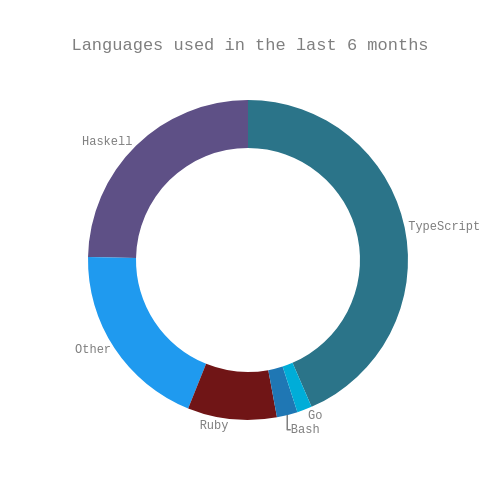 Languages used in the last 6 months
Haskell
TypeScript
Other
Go
Ruby
Bash